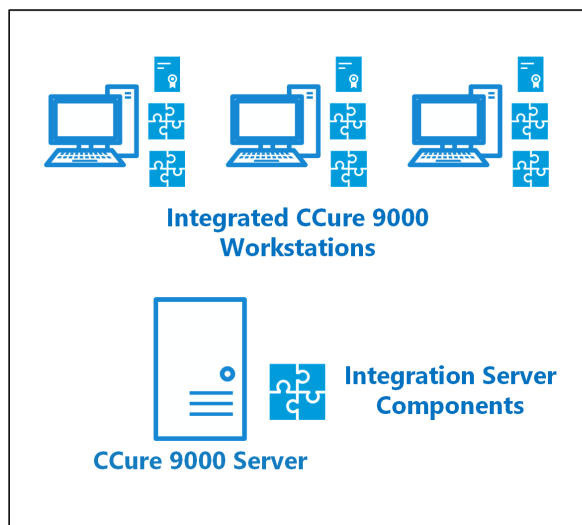 Integrated CCure 9000
Workstations
Integration Server
Components
CCure 9000 Server